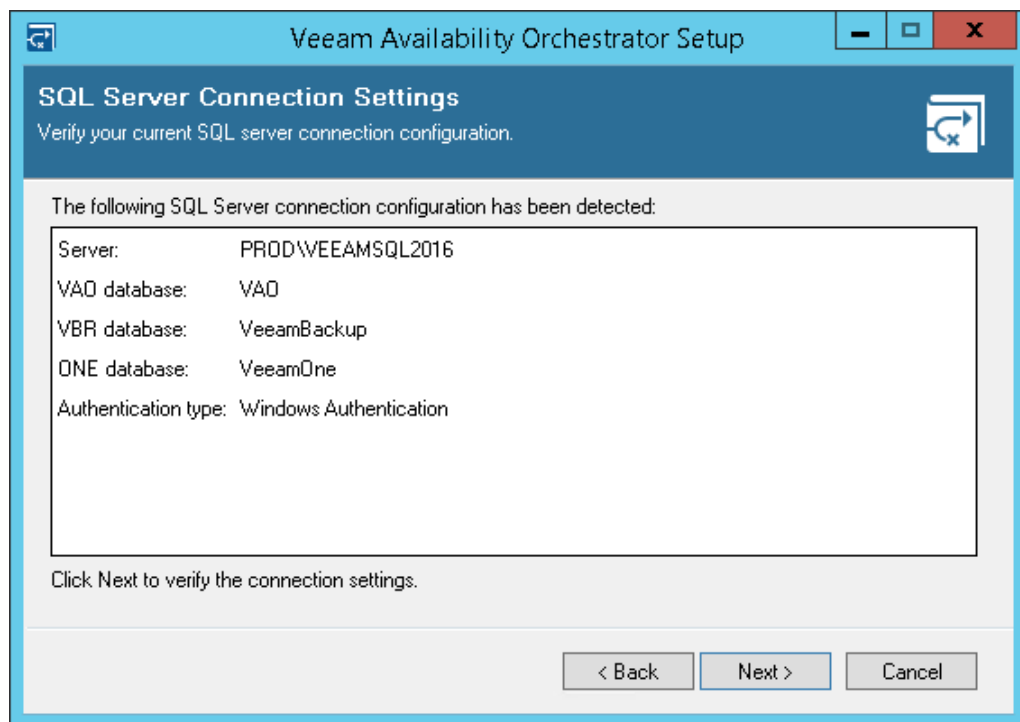 Veeam Availability Orchestrator Setup
SQL Server Connection Settings
Verify your current SQL server connection configuration.
The following SQL Server connection configuration has been detected:
Server: PROD\VEEAMSQL2016
VAO database: VAO
VBR database: VeeamBackup
ONE database: VeeamOne
Authentication type: Windows Authentication
Click Next to verify the connection settings.
< Back Next > Cancel